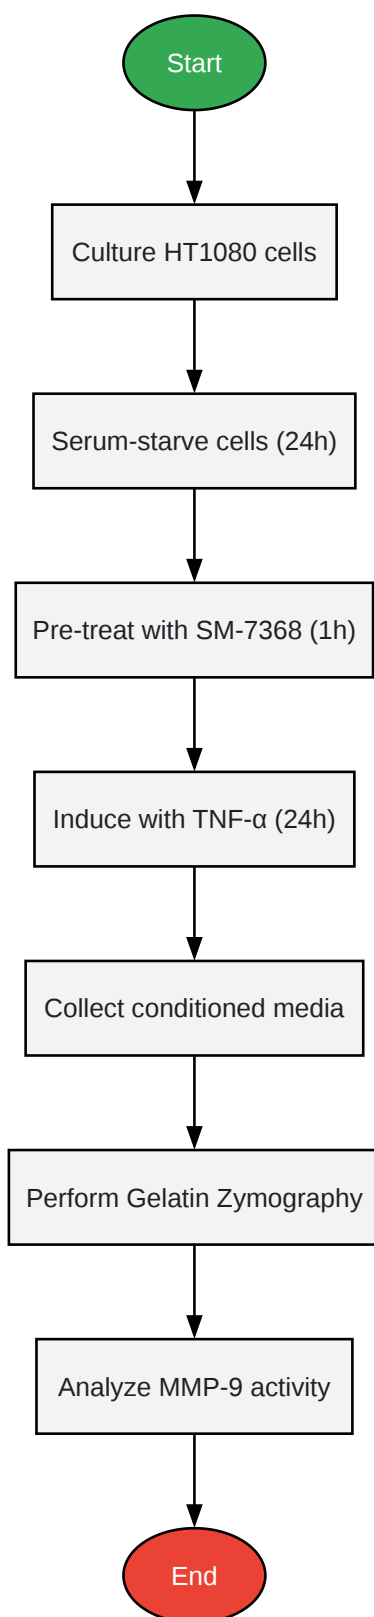 Start
Culture HT1080 cells
Serum-starve cells (24h)
Pre-treat with SM-7368 (1h)
Induce with TNF-α (24h)
Collect conditioned media
Perform Gelatin Zymography
Analyze MMP-9 activity
End